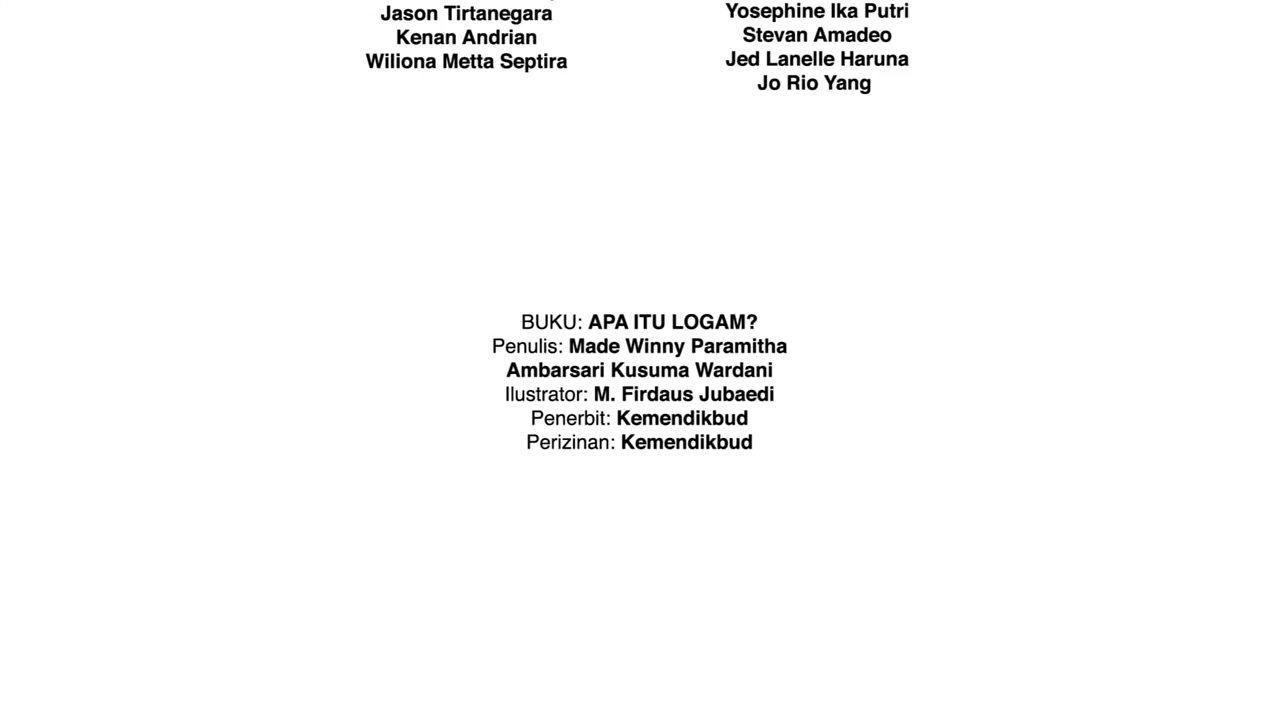 Jason Tirtanegara
Kenan Andrian
Wiliona Metta Septira
Yosephine Ika Putri
Stevan Amadeo
Jed Lanelle Haruna
Jo Rio Yang
BUKU: APA ITU LOGAM?
Penulis: Made Winny Paramitha
Ambarsari Kusuma Wardani
Ilustrator: M. Firdaus Jubaedi
Penerbit: Kemendikbud
Perizinan: Kemendikbud